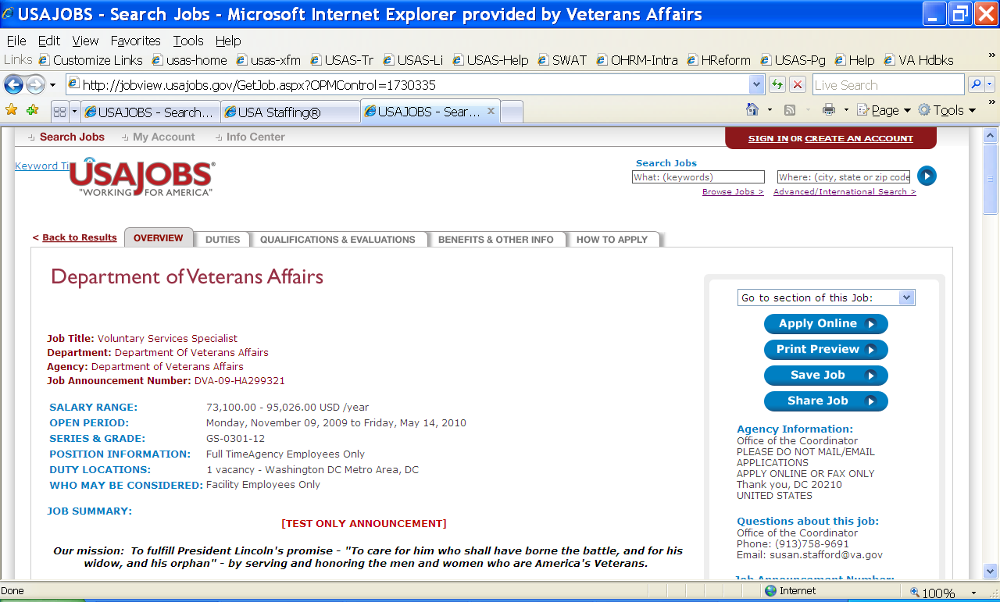 USAJOBS - Search Jobs - Microsoft Internet Explorer provided by Veterans Affairs
File Edit View Favorites Tools Help
Links Customize Links usas-home usas-xfm USAS-Tr USAS-Li USAS-Help SWAT OHRM-Intra HReform USAS-Pg Help VA Hdbks »
http://jobview.usajobs.gov/GetJob.aspx?OPMControl=1730335 Live Search
USAJOBS - Search... USA Staffing® USAJOBS - Sear... Page Tools »
Search Jobs My Account Info Center SIGN IN OR CREATE AN ACCOUNT
Keyword Ti USAJOBS®
"WORKING FOR AMERICA"
Search Jobs
What: (keywords) Where: (city, state or zip code
Browse Jobs > Advanced/International Search >
< Back to Results OVERVIEW DUTIES QUALIFICATIONS & EVALUATIONS BENEFITS & OTHER INFO HOW TO APPLY
Department of Veterans Affairs
Job Title: Voluntary Services Specialist
Department: Department Of Veterans Affairs
Agency: Department of Veterans Affairs
Job Announcement Number: DVA-09-HA299321
SALARY RANGE: 73,100.00 - 95,026.00 USD /year
OPEN PERIOD: Monday, November 09, 2009 to Friday, May 14, 2010
SERIES & GRADE: GS-0301-12
POSITION INFORMATION: Full TimeAgency Employees Only
DUTY LOCATIONS: 1 vacancy - Washington DC Metro Area, DC
WHO MAY BE CONSIDERED: Facility Employees Only
JOB SUMMARY:
[TEST ONLY ANNOUNCEMENT]
Our mission: To fulfill President Lincoln's promise - "To care for him who shall have borne the battle, and for his
widow, and his orphan" - by serving and honoring the men and women who are America's Veterans.
Go to section of this Job:
Apply Online
Print Preview
Save Job
Share Job
Agency Information:
Office of the Coordinator
PLEASE DO NOT MAIL/EMAIL
APPLICATIONS
APPLY ONLINE OR FAX ONLY
Thank you, DC 20210
UNITED STATES
Questions about this job:
Office of the Coordinator
Phone: (913)758-9691
Email: susan.stafford@va.gov
Job Announcement Number:
Done Internet 100%